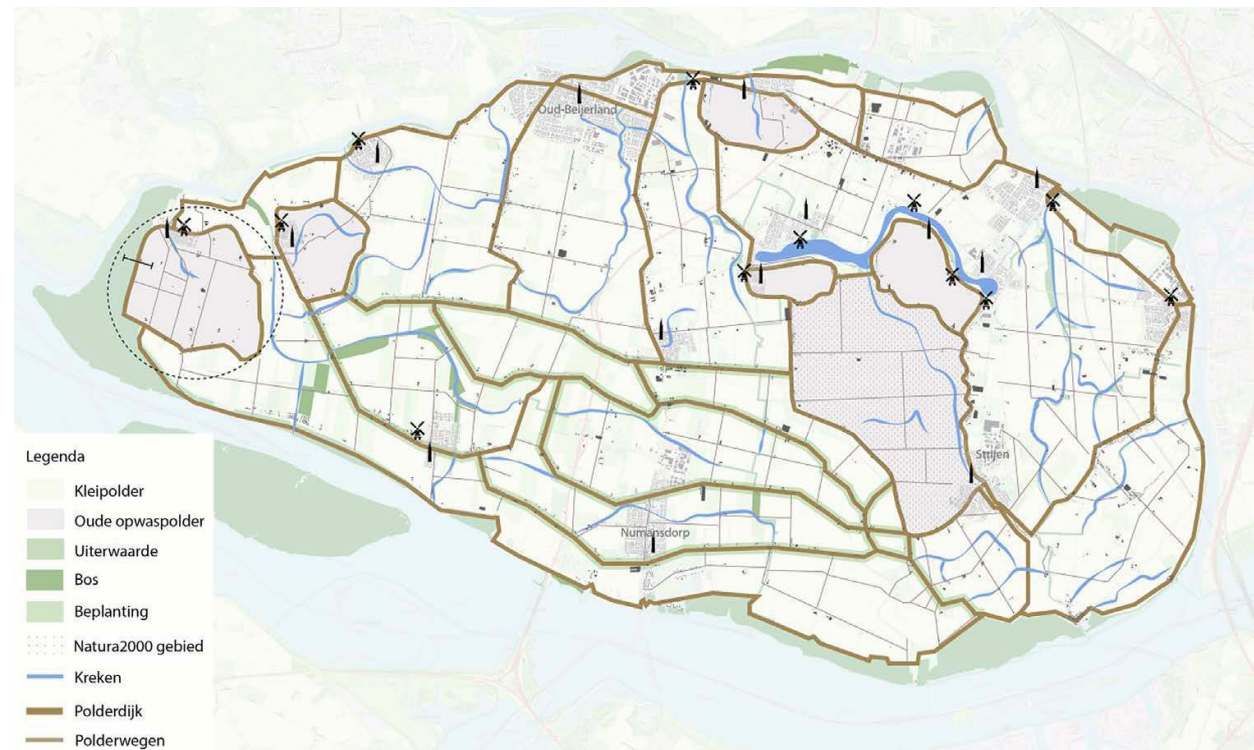 Oud-Beijerland
Strijen
Numansdorp
Legenda
Kleipolder
Oude opwaspolder
Uiterwaarde
Bos
Beplanting
Natura2000 gebied
Kreken
Polderdijk
Polderwegen